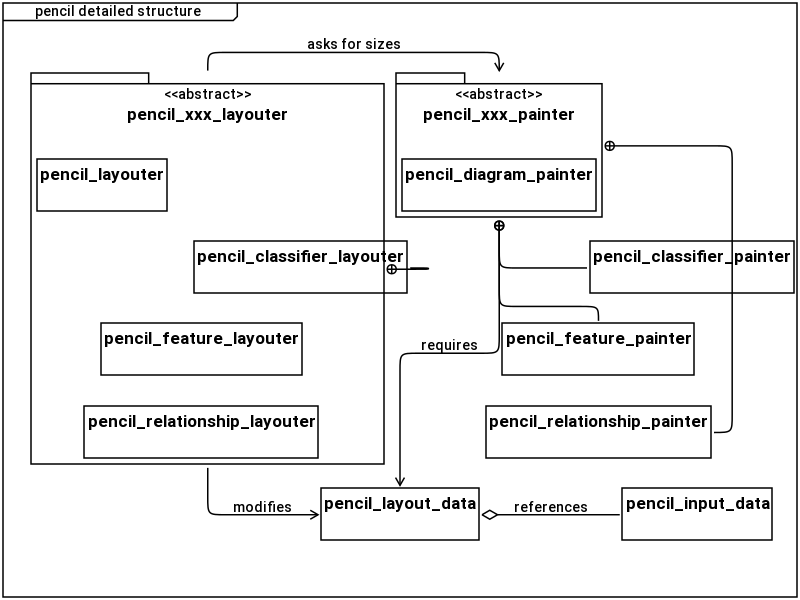 pencil detailed structure
asks for sizes
<<abstract>>
pencil_xxx_layouter
<<abstract>>
pencil_xxx_painter
pencil_layouter
pencil_diagram_painter
pencil_classifier_layouter
pencil_classifier_painter
pencil_feature_layouter
requires
pencil_feature_painter
pencil_relationship_layouter
pencil_relationship_painter
modifies
pencil_layout_data
references
pencil_input_data